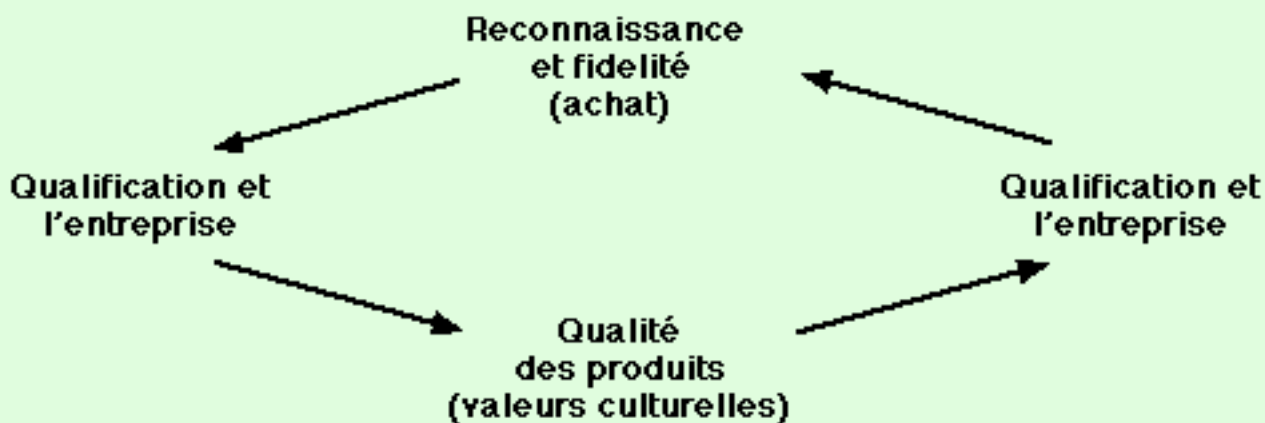 Reconnaissance
et fidelité
(achat)
Qualification et
l'entreprise
Qualification et
l'entreprise
Qualité
des produits
(valeurs culturelles)